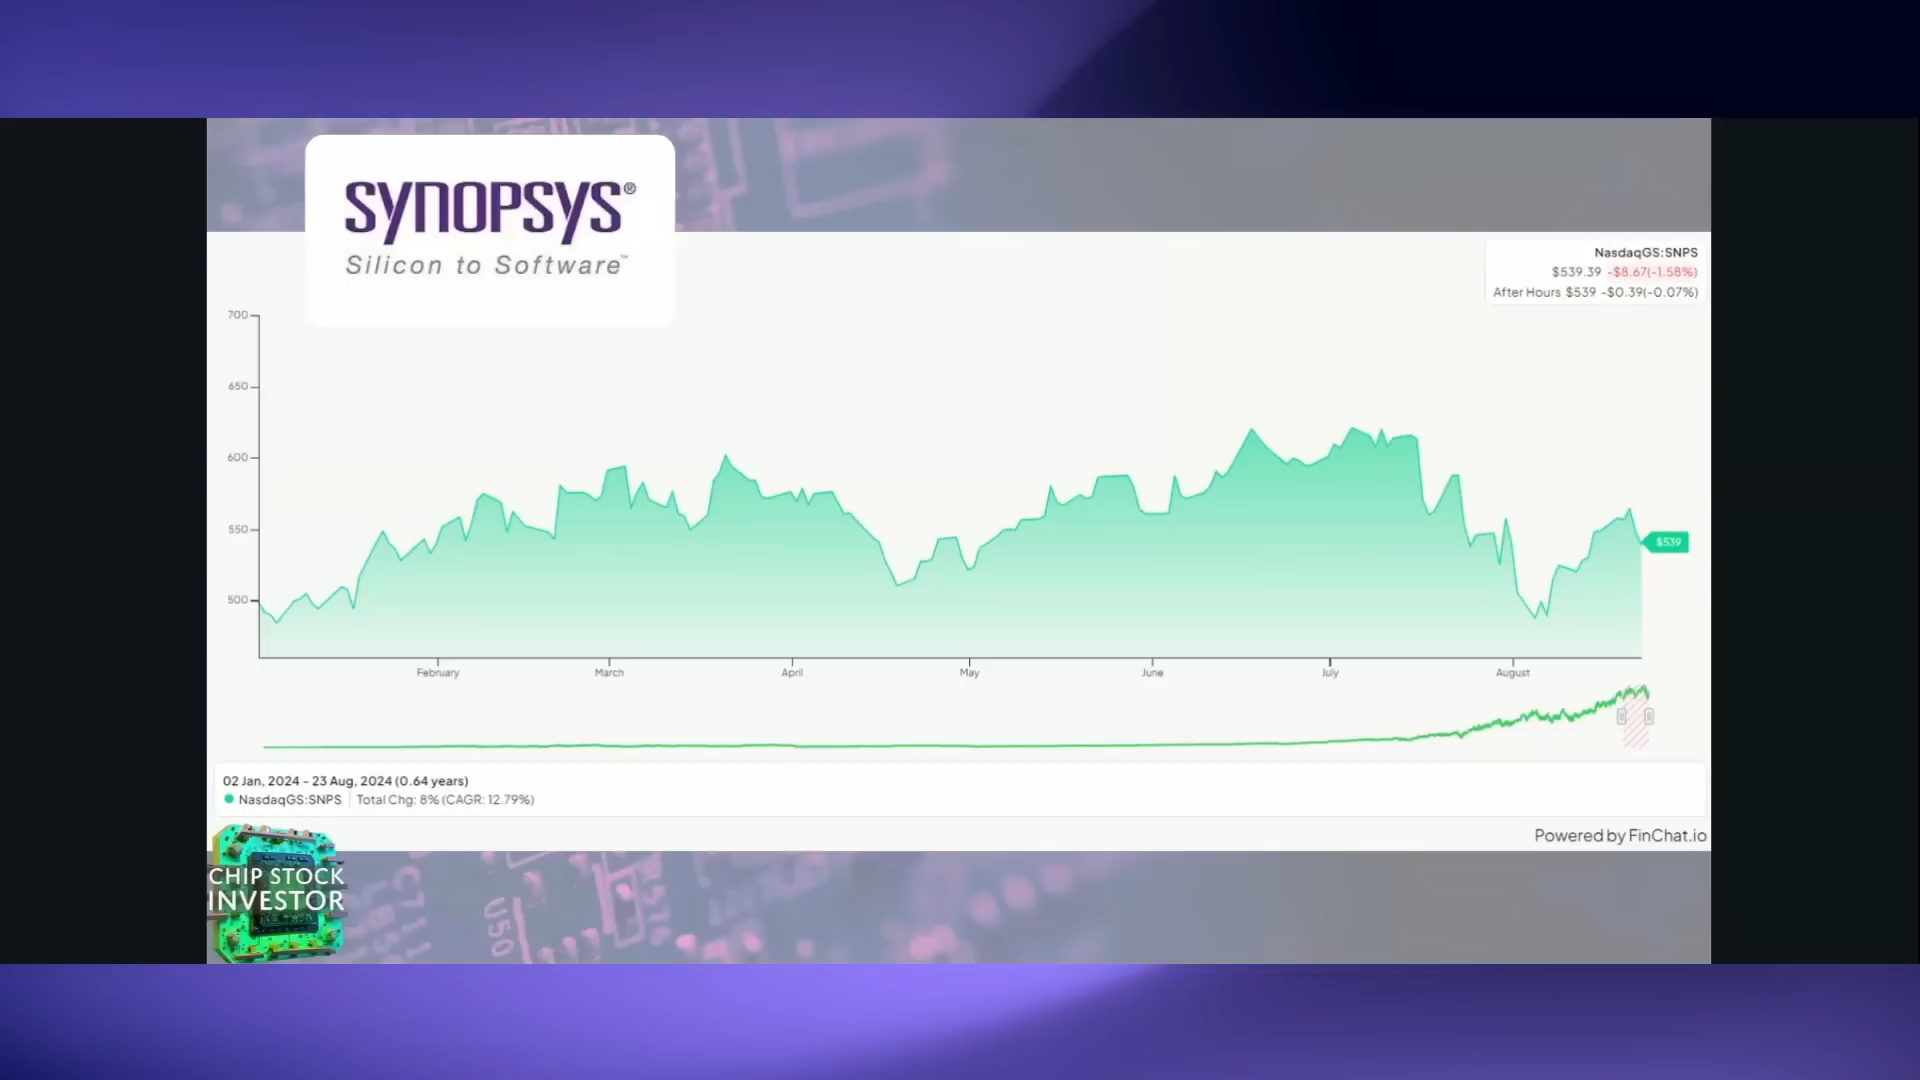 SYNOPSYS®
Silicon to Software™
NasdaqGS:SNPS
$539.39 -$8.67(-1.58%)
After Hours $539 -$0.39(-0.07%)
700
650
600
550
500
$539
February March April May June July August
02 Jan, 2024 - 23 Aug, 2024 (0.64 years)
NasdaqGS:SNPS Total Chg: 8% (CAGR: 12.79%)
Powered by FinChat.io
CHIP STOCK
INVESTOR
C711
U50